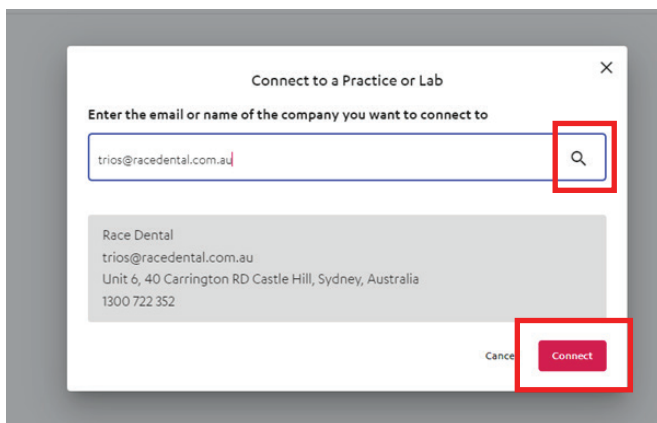 Connect to a Practice or Lab
Enter the email or name of the company you want to connect to
trios@racedental.com.au
Race Dental
trios@racedental.com.au
Unit 6, 40 Carrington RD Castle Hill, Sydney, Australia
1300 722 352
Cance Connect